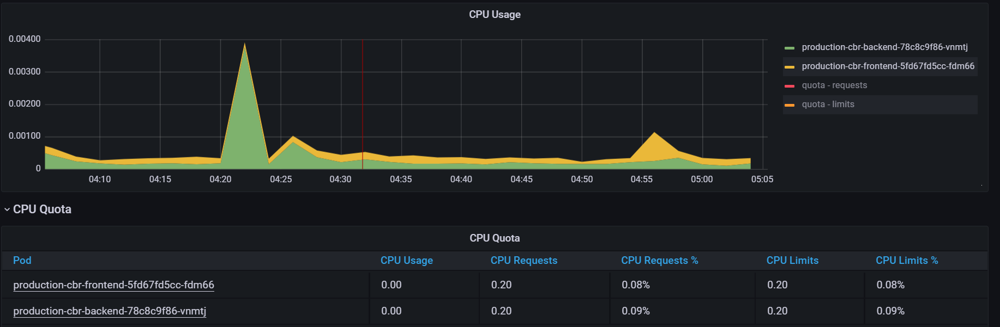 CPU Usage
0.00400
0.00300
0.00200
0.00100
0
04:10 04:15 04:20 04:25 04:30 04:35 04:40 04:45 04:50 04:55 05:00 05:05
production-cbr-backend-78c8c9f86-vnmtj
production-cbr-frontend-5fd67fd5cc-fdm66
quota - requests
quota - limits
CPU Quota
CPU Quota
Pod CPU Usage CPU Requests CPU Requests % CPU Limits CPU Limits %
production-cbr-frontend-5fd67fd5cc-fdm66 0.00 0.20 0.08% 0.20 0.08%
production-cbr-backend-78c8c9f86-vnmtj 0.00 0.20 0.09% 0.20 0.09%